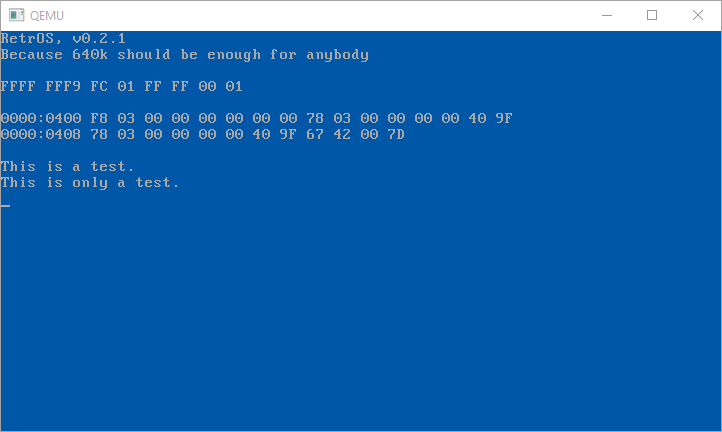 QEMU
RetrOS, v0.2.1
Because 640k should be enough for anybody
FFFF FFF9 FC 01 FF FF 00 01
0000:0400 F8 03 00 00 00 00 00 00 78 03 00 00 00 00 40 9F
0000:0408 78 03 00 00 00 00 40 9F 67 42 00 7D
This is a test.
This is only a test.
_